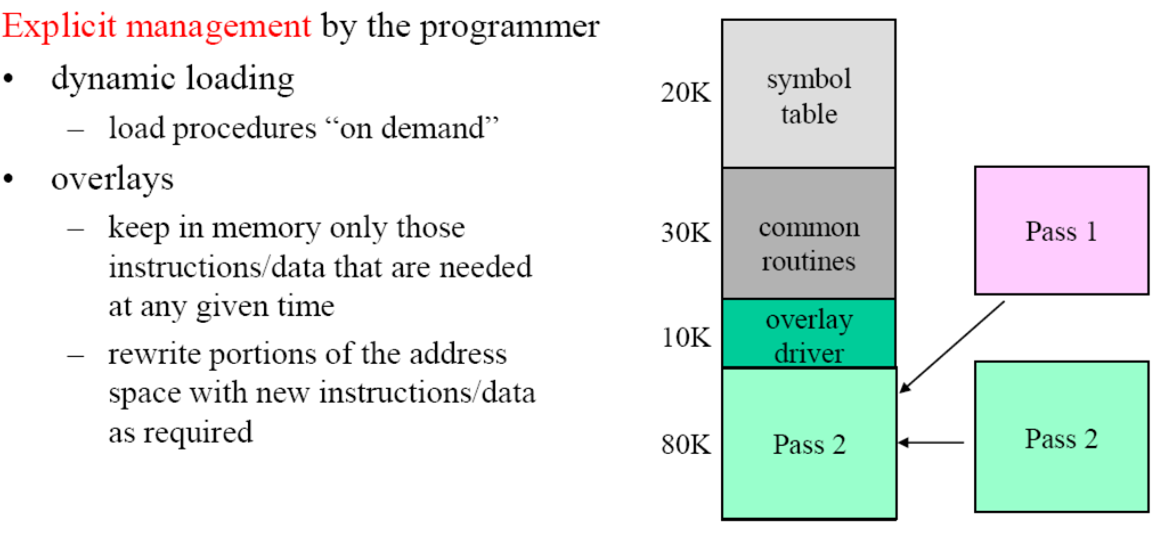 Explicit management by the programmer
• dynamic loading
– load procedures “on demand”
• overlays
– keep in memory only those
instructions/data that are needed
at any given time
– rewrite portions of the address
space with new instructions/data
as required
20K
symbol
table
30K
common
routines
10K
overlay
driver
80K
Pass 2
Pass 1
Pass 2